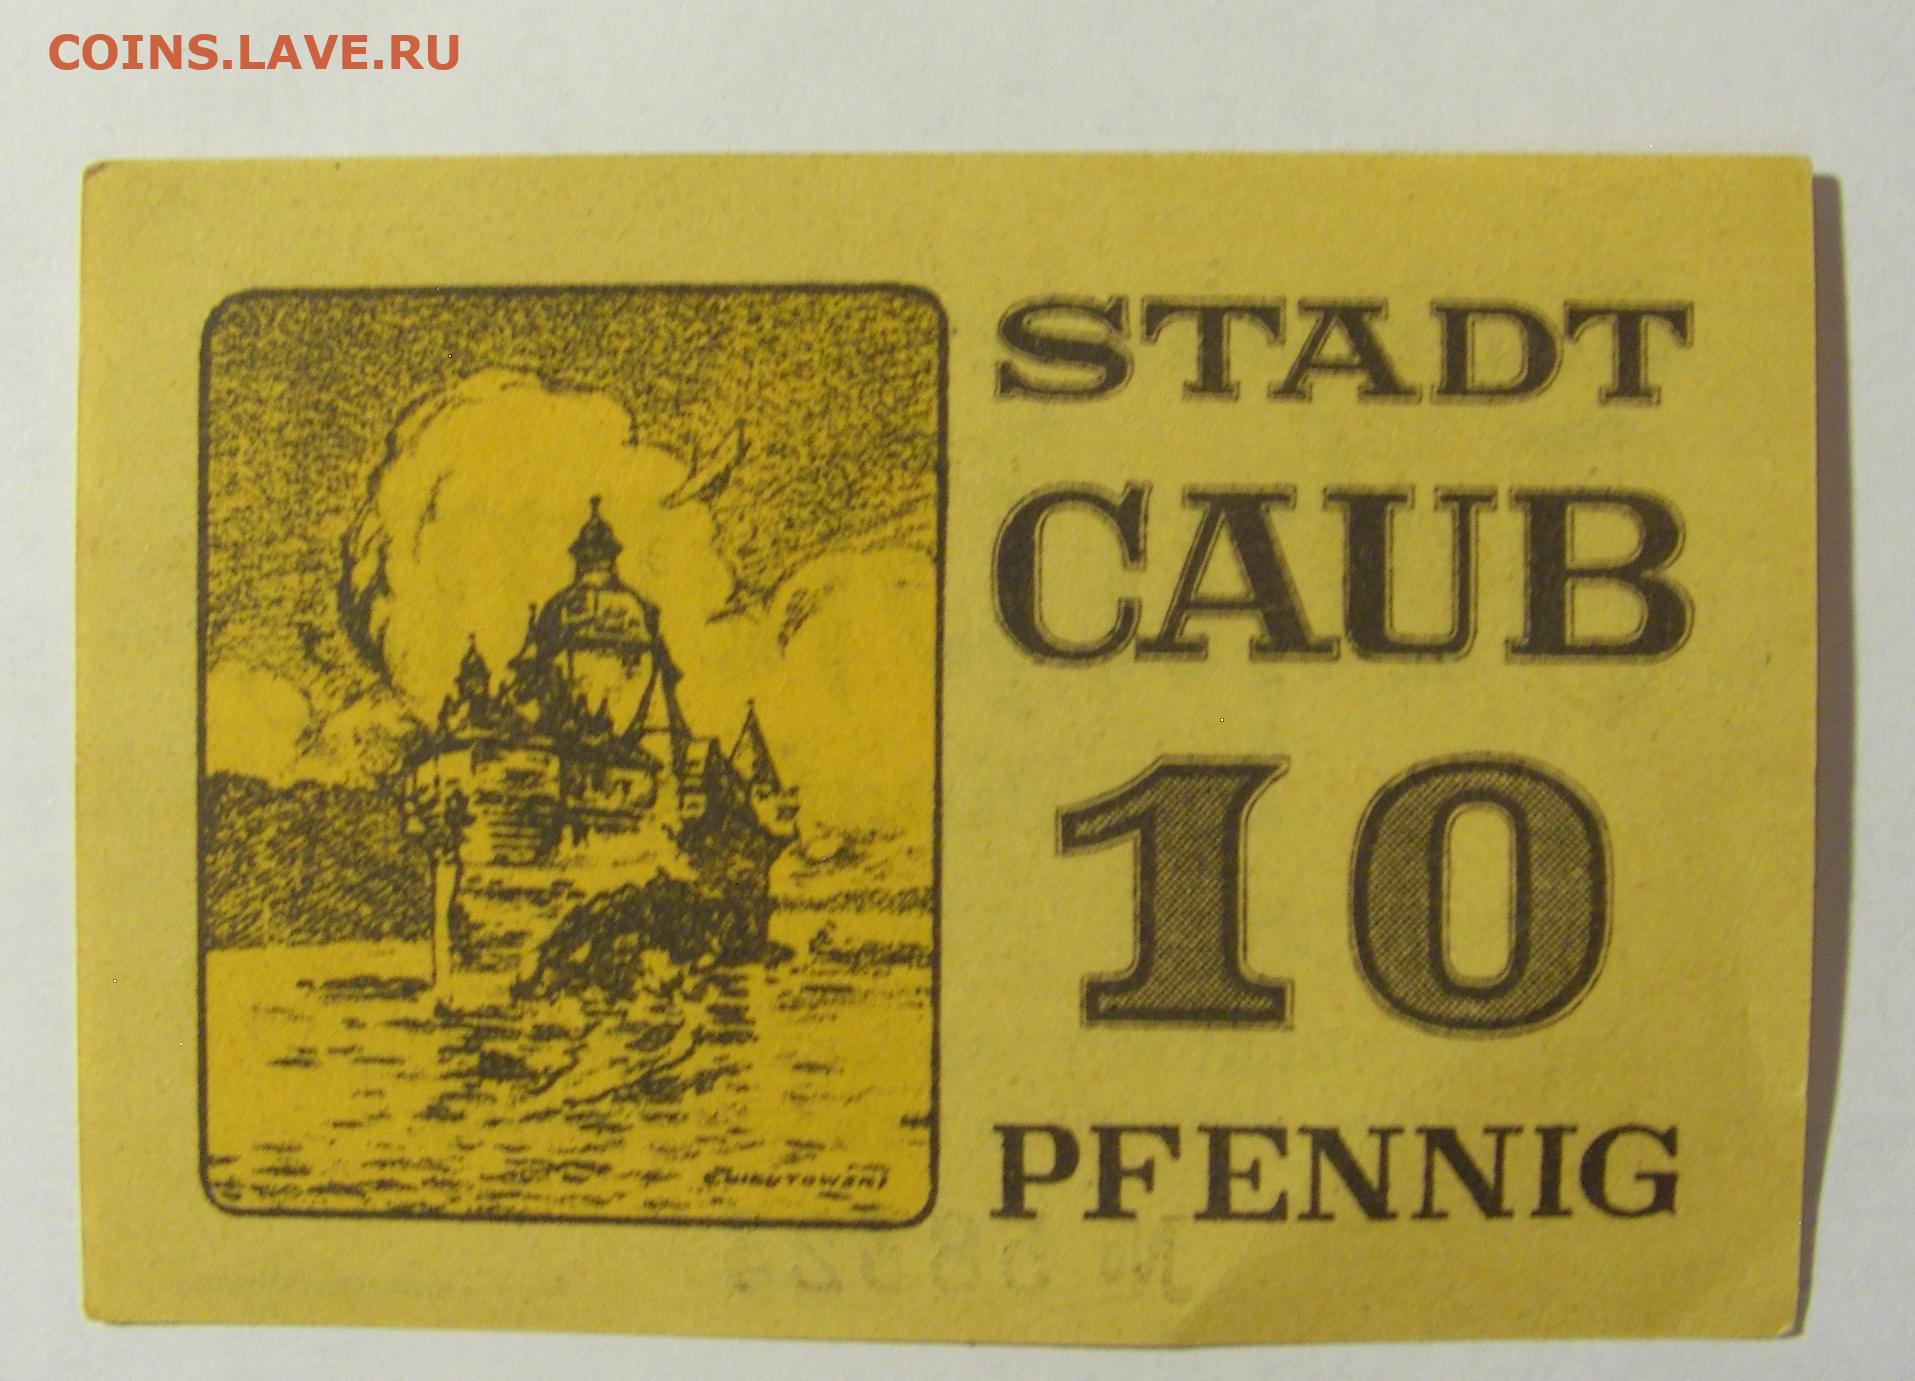 COINS.LAVE.RU
STADT
CAUB
10
PFENNIG